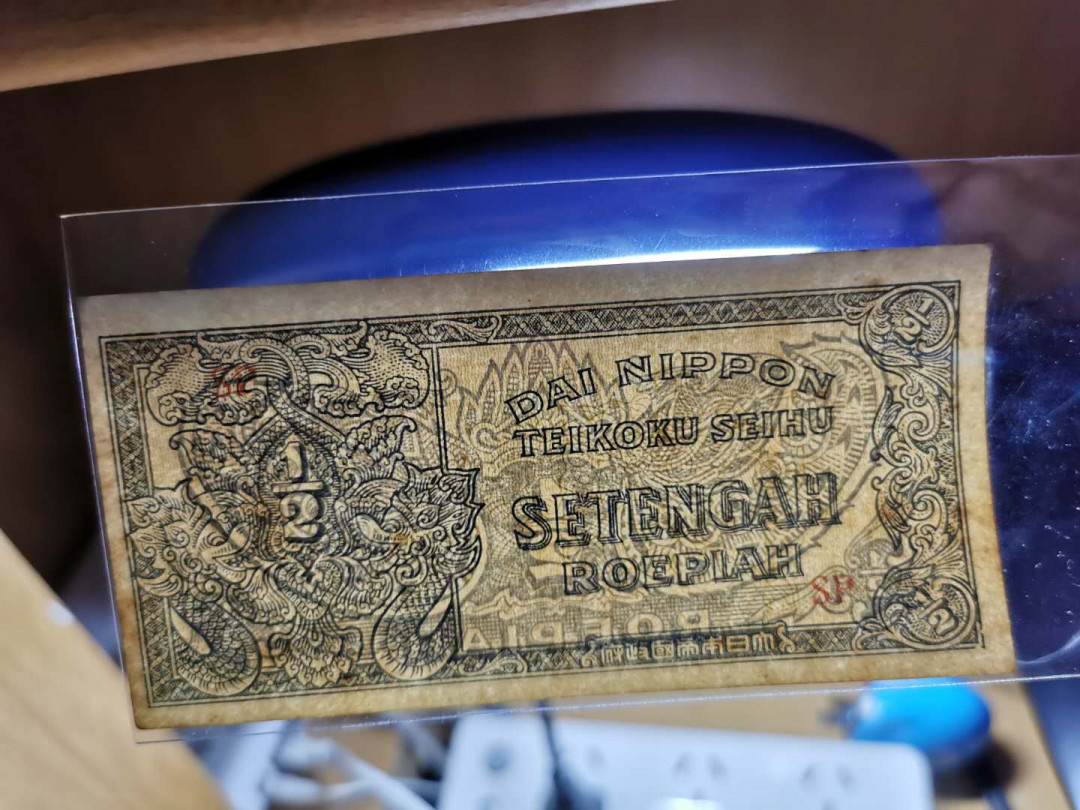 ½
½
DAI NIPPON
TEIKOKU SEIHU
SETENGAH
ROEPIAH
½
大日本帝國政府